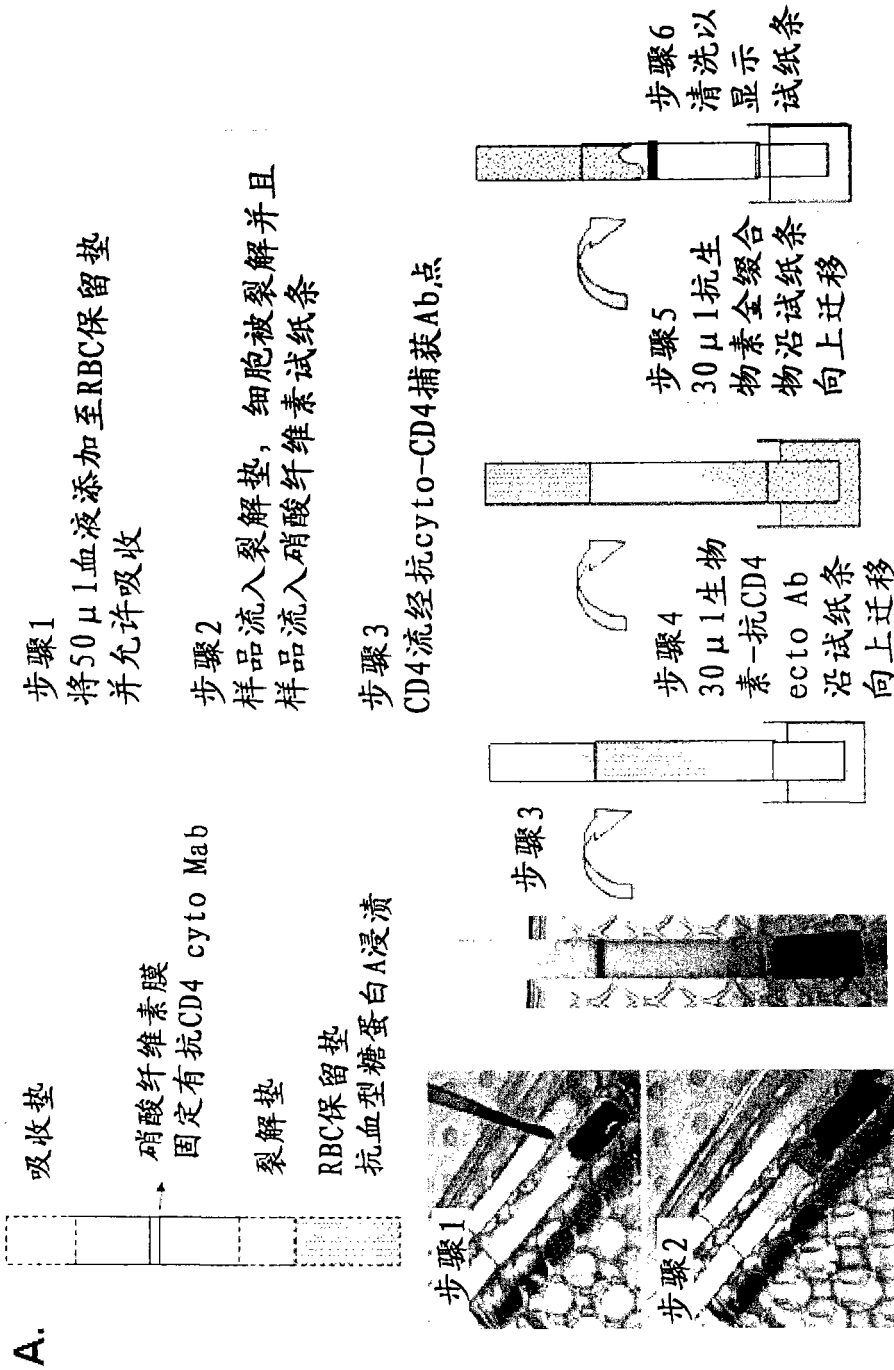 A.
吸收垫
硝酸纤维素膜
固定有抗CD4 cyto Mab
裂解垫
RBC保留垫
抗血型糖蛋白A浸渍
步骤1
将50μl血液添加至RBC保留垫
并允许吸收
步骤2
样品流入裂解垫，细胞被裂解并且
样品流入硝酸纤维素试纸条
步骤3
CD4流经抗cyto-CD4捕获Ab点
步骤1
步骤2
步骤3
步骤4
30μl生物
素-抗CD4
ecto Ab
沿试纸条
向上迁移
步骤5
30μl抗生
物素金缀合
物沿试纸条
向上迁移
步骤6
清洗以
显示
试纸条